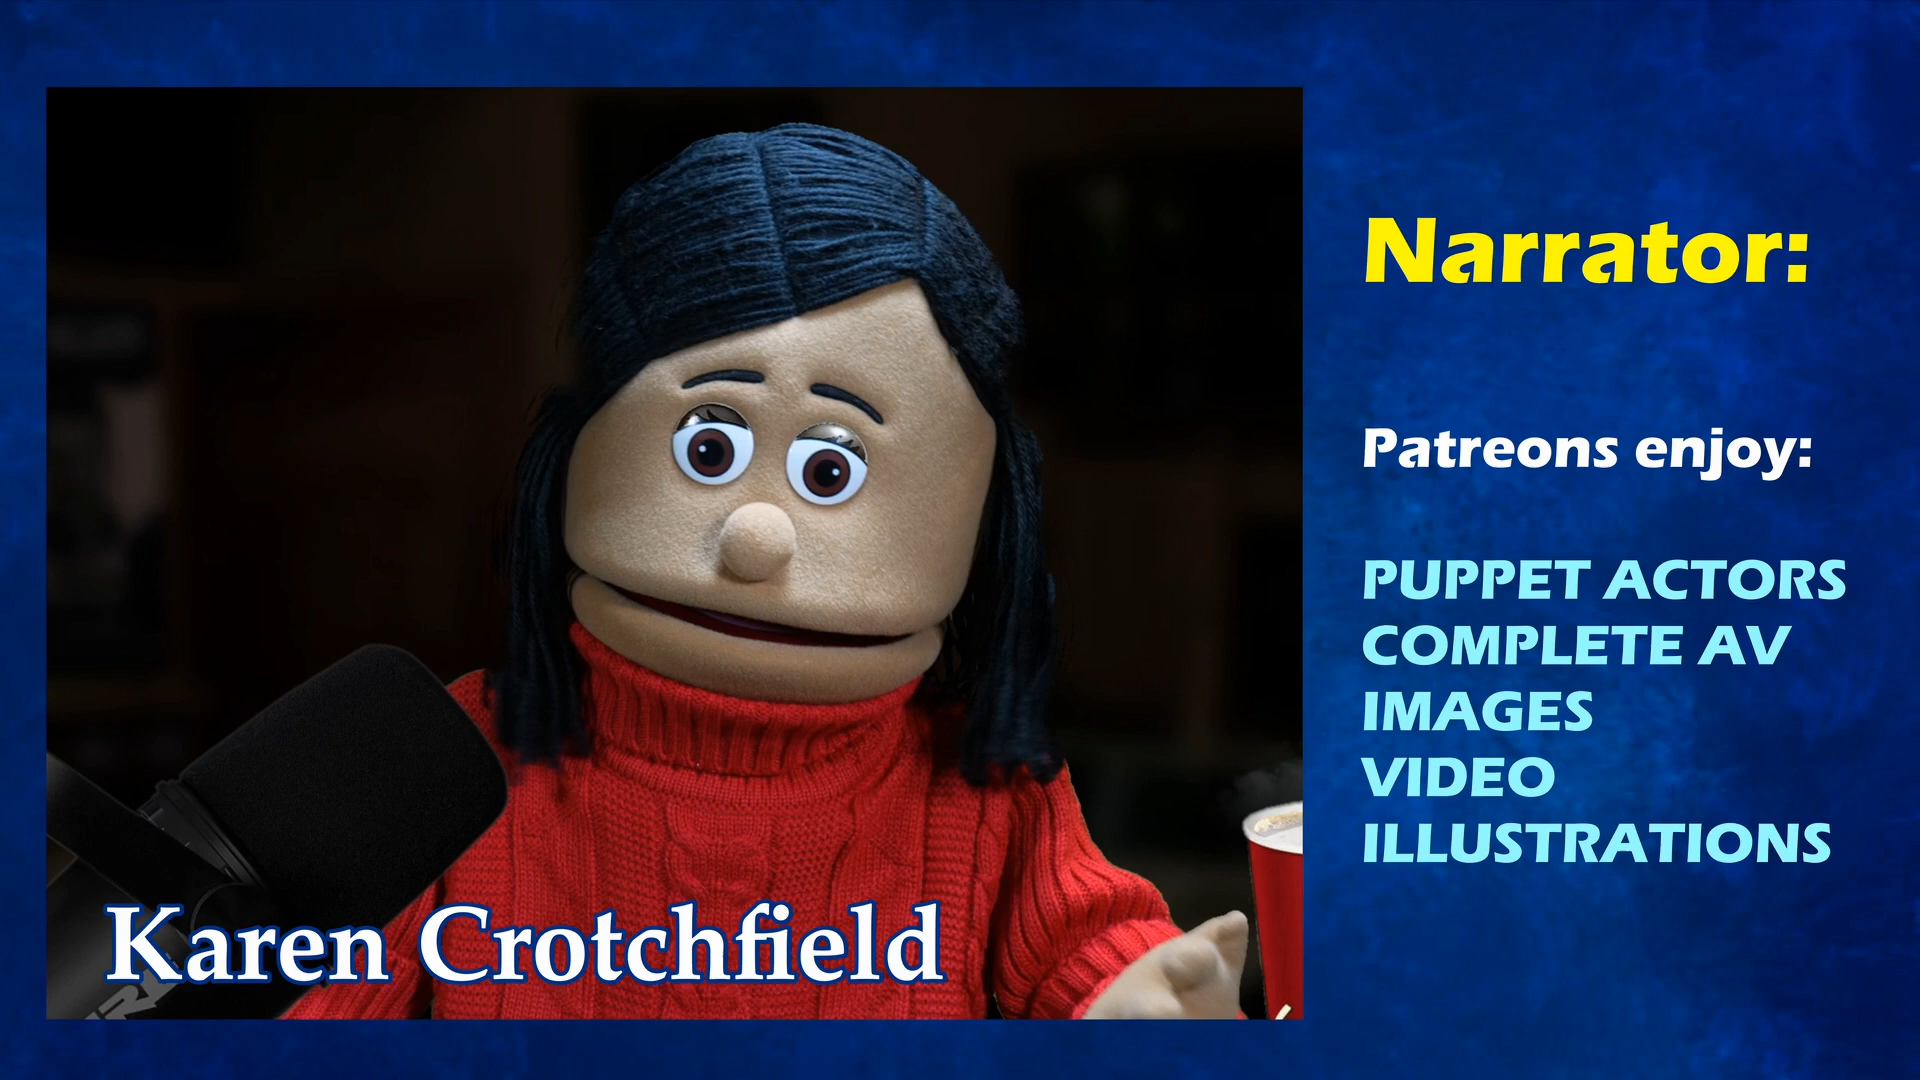 Narrator:
Patreons enjoy:
PUPPET ACTORS
COMPLETE AV
IMAGES
VIDEO
ILLUSTRATIONS
Karen Crotchfield